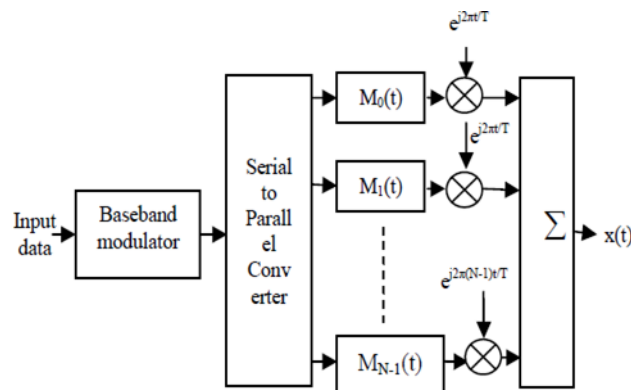 e^{j2πt/T}
M₀(t)
e^{j2πt/T}
Serial
to
Parall
el
Conv
erter
M₁(t)
Input
data
Baseband
modulator
Σ
x(t)
e^{j2π(N-1)t/T}
M_{N-1}(t)